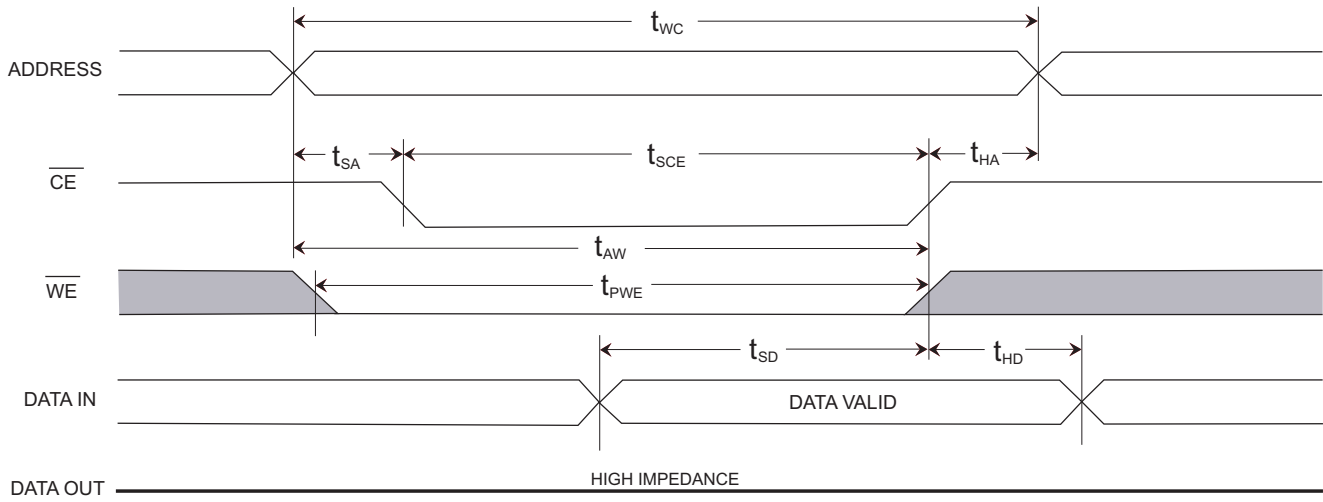 tWC
ADDRESS
tSA
tSCE
tHA
CE
tAW
WE
tPWE
tSD
tHD
DATA IN
DATA VALID
DATA OUT
HIGH IMPEDANCE